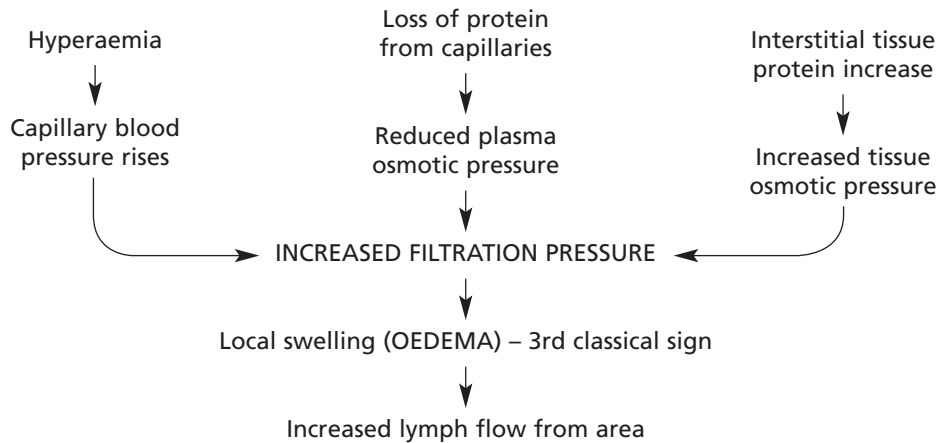 Hyperaemia
Capillary blood
pressure rises
Loss of protein
from capillaries
Reduced plasma
osmotic pressure
Interstitial tissue
protein increase
Increased tissue
osmotic pressure
INCREASED FILTRATION PRESSURE
Local swelling (OEDEMA) – 3rd classical sign
Increased lymph flow from area